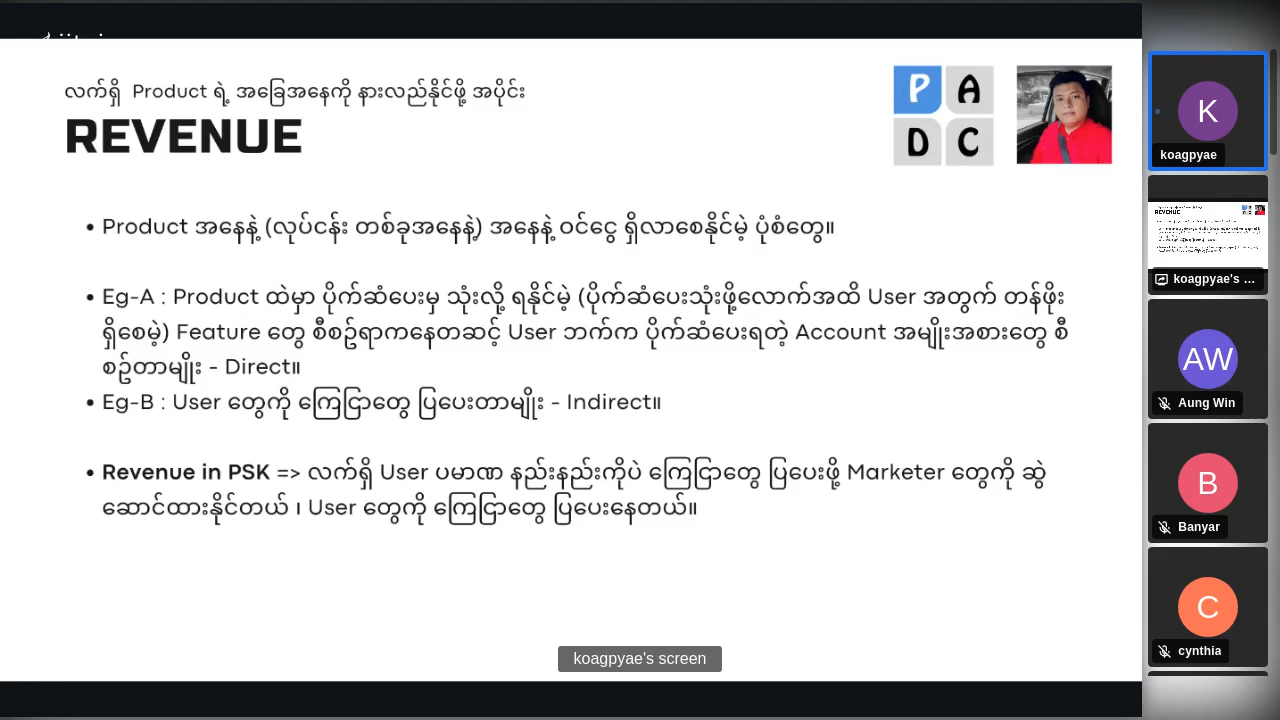 လက်ရှိ Product ရဲ့ အခြေအနေကို နားလည်နိုင်ဖို့ အပိုင်း
REVENUE
P A
D C
• Product အနေနဲ့ (လုပ်ငန်း တစ်ခုအနေနဲ့) အနေနဲ့ ဝင်ငွေ ရှိလာစေနိုင်မဲ့ ပုံစံတွေ။
• Eg-A : Product ထဲမှာ ပိုက်ဆံပေးမှ သုံးလို့ ရနိုင်မဲ့ (ပိုက်ဆံပေးသုံးဖို့လောက်အထိ User အတွက် တန်ဖိုး
ရှိစေမဲ့) Feature တွေ စီစဉ်ရာကနေတဆင့် User ဘက်က ပိုက်ဆံပေးရတဲ့ Account အမျိုးအစားတွေ စီ
စဉ်တာမျိုး - Direct။
• Eg-B : User တွေကို ကြေငြာတွေ ပြပေးတာမျိုး - Indirect။
• Revenue in PSK => လက်ရှိ User ပမာဏ နည်းနည်းကိုပဲ ကြေငြာတွေ ပြပေးဖို့ Marketer တွေကို ဆွဲ
ဆောင်ထားနိုင်တယ် ၊ User တွေကို ကြေငြာတွေ ပြပေးနေတယ်။
koagpyae's screen
K
koagpyae
REVENUE
koagpyae's ...
AW
Aung Win
B
Banyar
C
cynthia